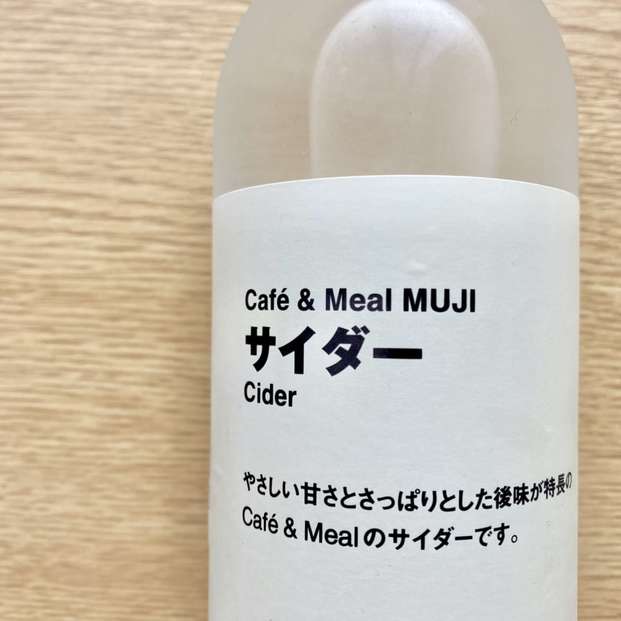 Café & Meal MUJI
サイダー
Cider
やさしい甘さとさっぱりとした後味が特長の
Café & Mealのサイダーです。